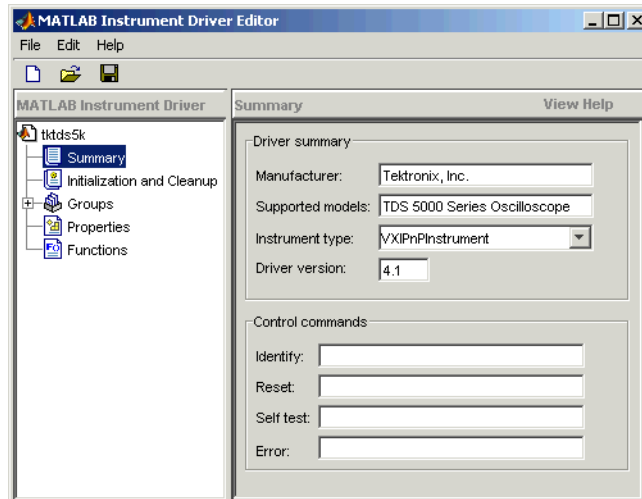 MATLAB Instrument Driver Editor
File Edit Help
MATLAB Instrument Driver
tktds5k
Summary
Initialization and Cleanup
Groups
Properties
Functions
Summary View Help
Driver summary
Manufacturer: Tektronix, Inc.
Supported models: TDS 5000 Series Oscilloscope
Instrument type: VXIPnPInstrument
Driver version: 4.1
Control commands
Identify:
Reset:
Self test:
Error: